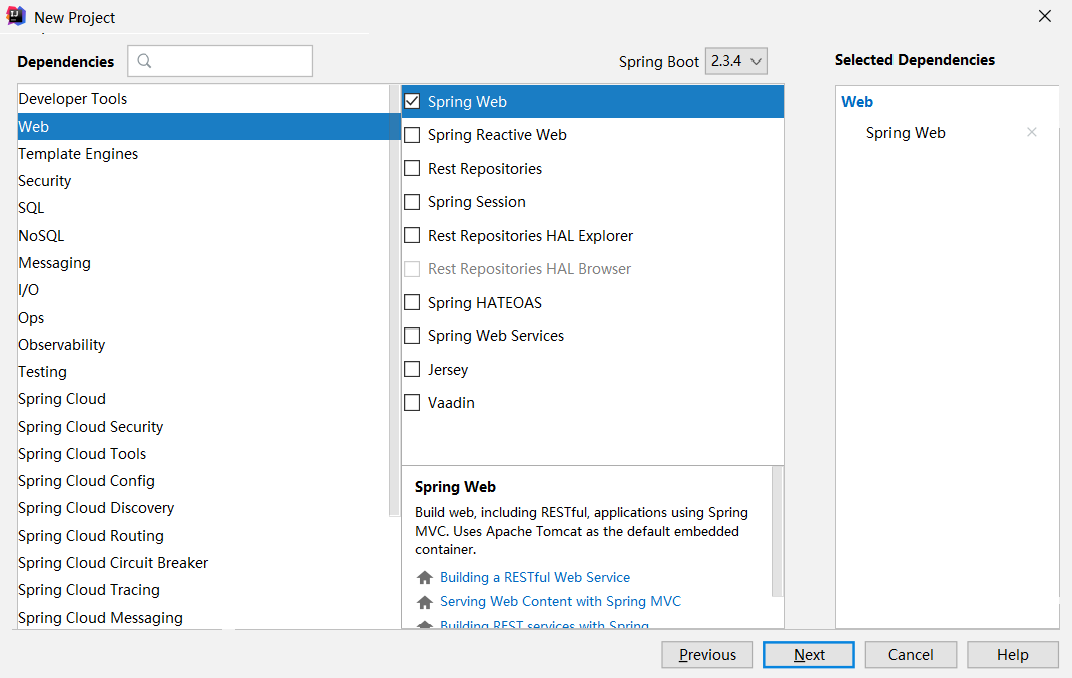 New Project
Dependencies
Spring Boot 2.3.4
Selected Dependencies
Developer Tools
Web
Template Engines
Security
SQL
NoSQL
Messaging
I/O
Ops
Observability
Testing
Spring Cloud
Spring Cloud Security
Spring Cloud Tools
Spring Cloud Config
Spring Cloud Discovery
Spring Cloud Routing
Spring Cloud Circuit Breaker
Spring Cloud Tracing
Spring Cloud Messaging
Spring Web
Spring Reactive Web
Rest Repositories
Spring Session
Rest Repositories HAL Explorer
Rest Repositories HAL Browser
Spring HATEOAS
Spring Web Services
Jersey
Vaadin
Spring Web
Build web, including RESTful, applications using Spring
MVC. Uses Apache Tomcat as the default embedded
container.
Building a RESTful Web Service
Serving Web Content with Spring MVC
Building REST services with Spring
Web
Spring Web
Previous
Next
Cancel
Help